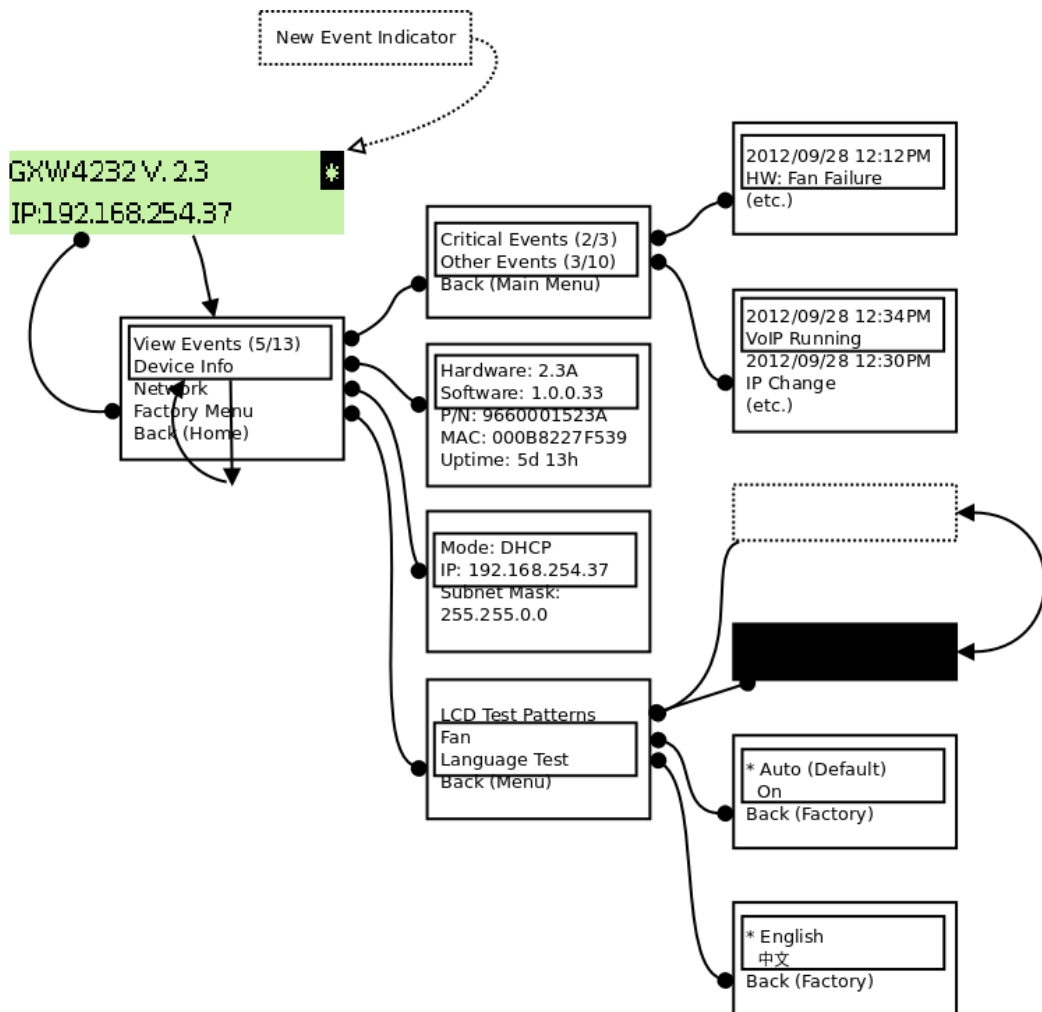 New Event Indicator
GXW4232 V. 2.3
*
IP:192.168.254.37
View Events (5/13)
Device Info
Network
Factory Menu
Back (Home)
Critical Events (2/3)
Other Events (3/10)
Back (Main Menu)
2012/09/28 12:12PM
HW: Fan Failure
(etc.)
2012/09/28 12:34PM
VoIP Running
2012/09/28 12:30PM
IP Change
(etc.)
Hardware: 2.3A
Software: 1.0.0.33
P/N: 9660001523A
MAC: 000B8227F539
Uptime: 5d 13h
Mode: DHCP
IP: 192.168.254.37
Subnet Mask:
255.255.0.0
LCD Test Patterns
Fan
Language Test
Back (Menu)
* Auto (Default)
On
Back (Factory)
* English
中文
Back (Factory)